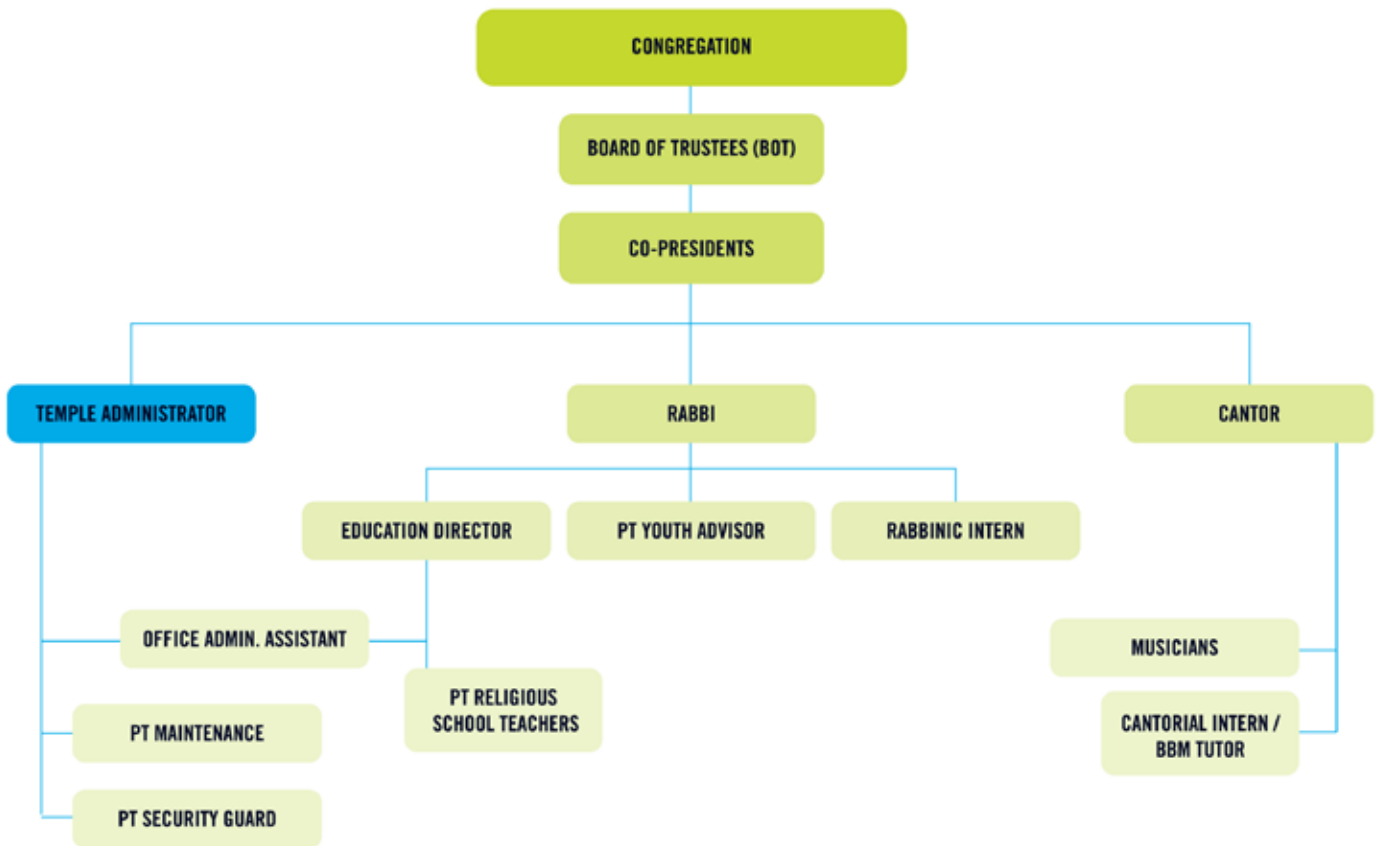 CONGREGATION
BOARD OF TRUSTEES (BOT)
CO-PRESIDENTS
TEMPLE ADMINISTRATOR
RABBI
CANTOR
EDUCATION DIRECTOR
PT YOUTH ADVISOR
RABBINIC INTERN
OFFICE ADMIN. ASSISTANT
MUSICIANS
PT RELIGIOUS
SCHOOL TEACHERS
PT MAINTENANCE
CANTORIAL INTERN /
BBM TUTOR
PT SECURITY GUARD